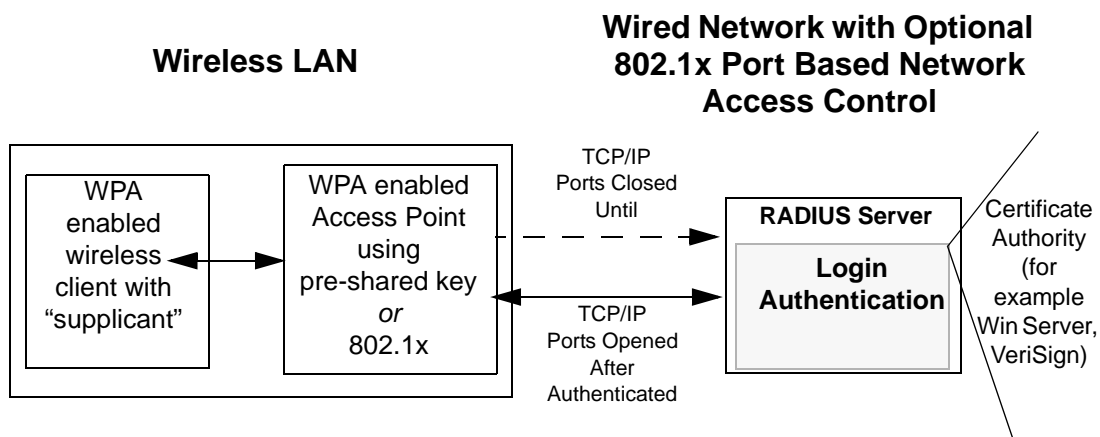 Wireless LAN
Wired Network with Optional
802.1x Port Based Network
Access Control
WPA
enabled
wireless
client with
“supplicant”
WPA enabled
Access Point
using
pre-shared key
or
802.1x
TCP/IP
Ports Closed
Until
TCP/IP
Ports Opened
After
Authenticated
RADIUS Server
Login
Authentication
Certificate
Authority
(for
example
Win Server,
VeriSign)